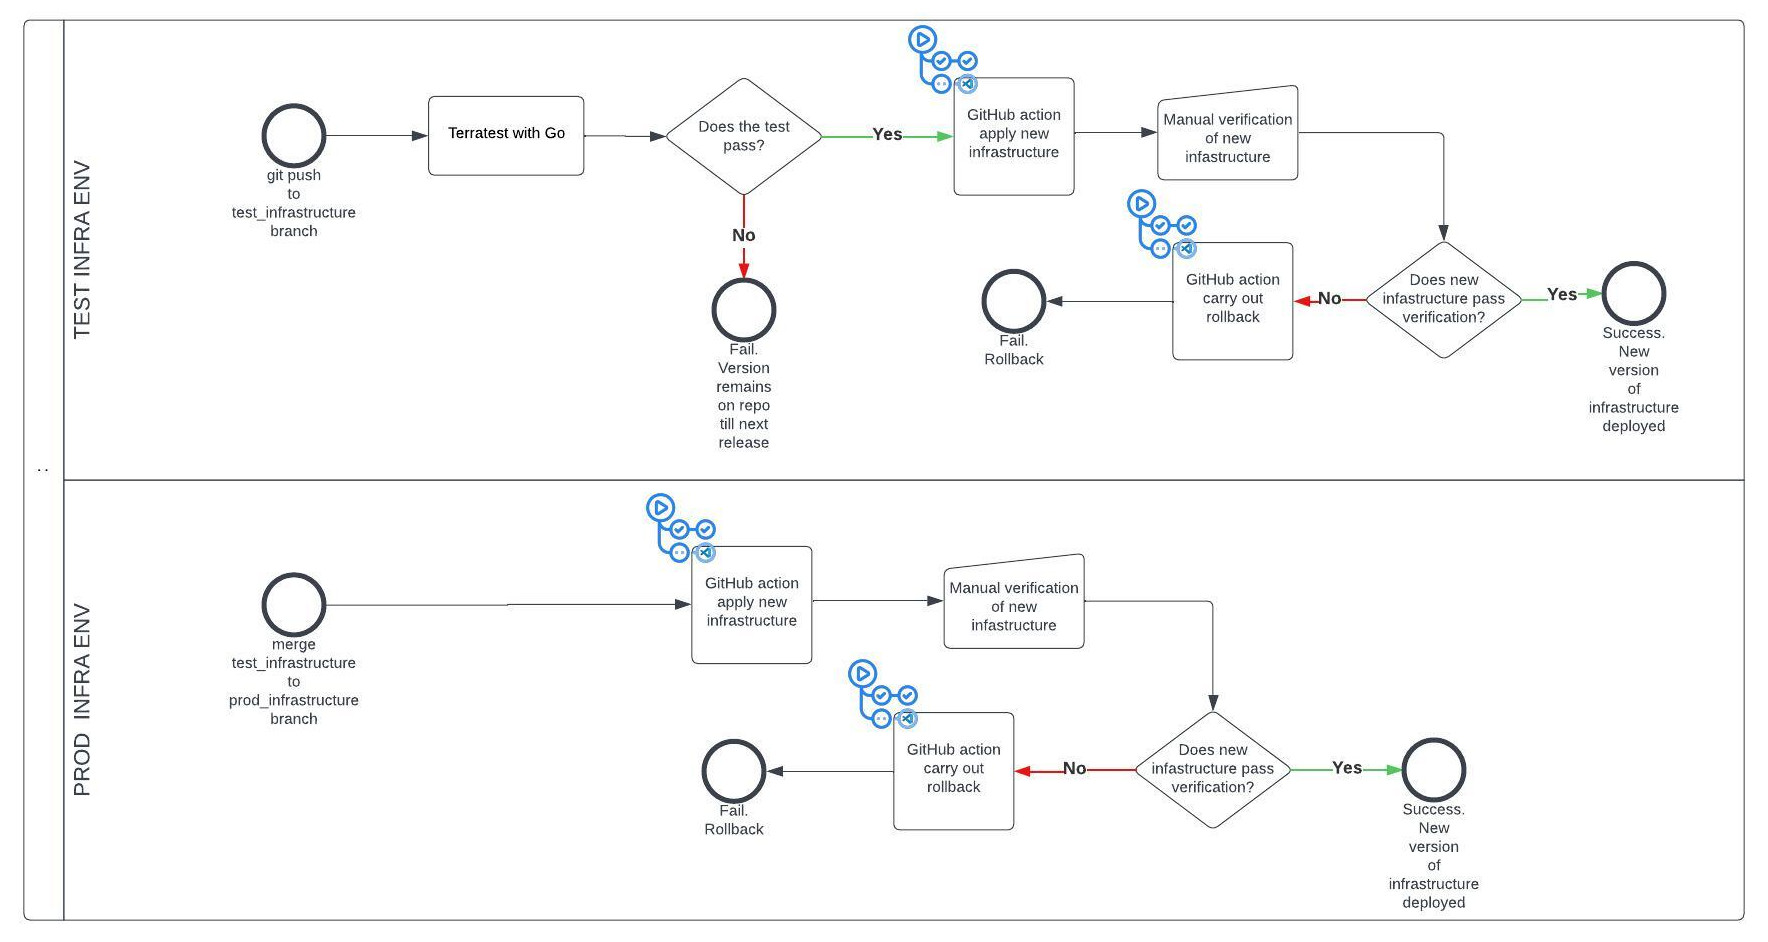 TEST INFRA ENV
git push
to
test_infrastructure
branch
Terratest with Go
Does the test
pass?
Yes
No
Fail.
Version
remains
on repo
till next
release
GitHub action
apply new
infrastructure
Manual verification
of new
infastructure
Does new
infastructure pass
verification?
No
GitHub action
carry out
rollback
Fail.
Rollback
Yes
Success.
New
version
of
infrastructure
deployed
PROD INFRA ENV
merge
test_infrastructure
to
prod_infrastructure
branch
GitHub action
apply new
infrastructure
Manual verification
of new
infastructure
Does new
infastructure pass
verification?
No
GitHub action
carry out
rollback
Fail.
Rollback
Yes
Success.
New
version
of
infrastructure
deployed